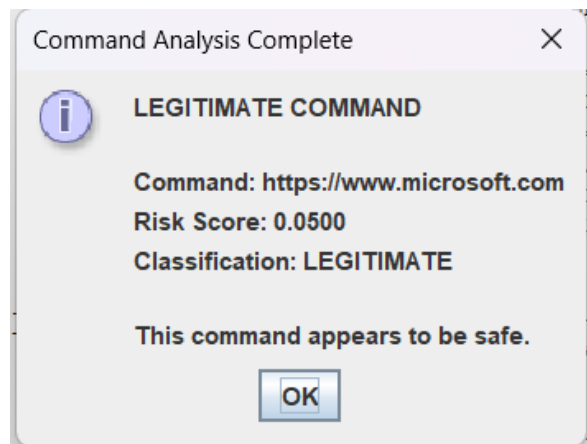 Command Analysis Complete
LEGITIMATE COMMAND
Command: https://www.microsoft.com
Risk Score: 0.0500
Classification: LEGITIMATE
This command appears to be safe.
OK